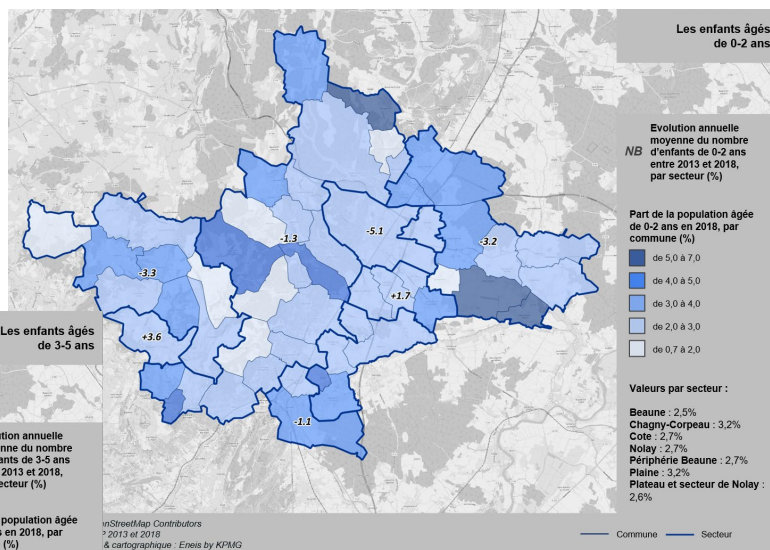 Les enfants âgés
de 0-2 ans
NB
Evolution annuelle
moyenne du nombre
d'enfants de 0-2 ans
entre 2013 et 2018,
par secteur (%)
Part de la population âgée
de 0-2 ans en 2018, par
commune (%)
de 5,0 à 7,0
de 4,0 à 5,0
de 3,0 à 4,0
de 2,0 à 3,0
de 0,7 à 2,0
Valeurs par secteur :
Beaune : 2,5%
Chagny-Corpeau : 3,2%
Cote : 2,7%
Nolay : 2,7%
Périphérie Beaune : 2,7%
Plaine : 3,2%
Plateau et secteur de Nolay :
2,6%
-1.3
-5.1
-3.2
-3.3
+1.7
+3.6
-1.1
Les enfants âgés
de 3-5 ans
ution annuelle
nne du nombre
ants de 3-5 ans
2013 et 2018,
ecteur (%)
population âgée
s en 2018, par
(%)
nStreetMap Contributors
P 2013 et 2018
& cartographique : Eneis by KPMG
Commune
Secteur